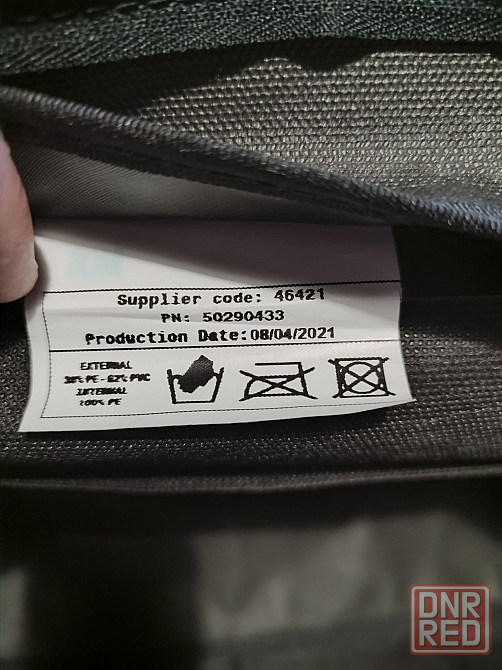 Supplier code: 46421
PN: 50290433
Production Date:08/04/2021
EXTERNAL
38% PE - 62% PVC
INTERNAL
100% PE
DNR
RED